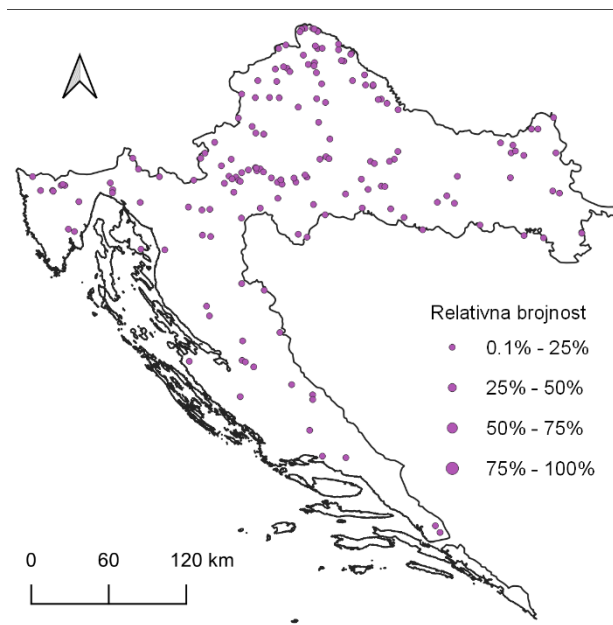 Relativna brojnost
0.1% - 25%
25% - 50%
50% - 75%
75% - 100%
0 60 120 km